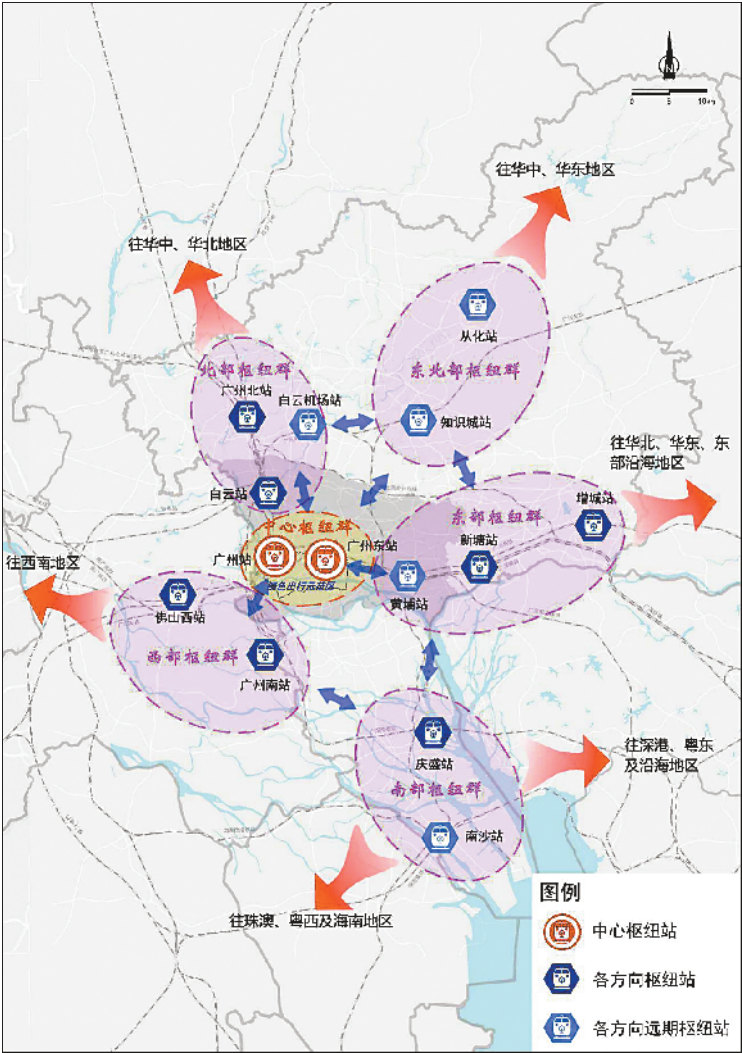 N
0 5 10km
往华中、华东地区
往华中、华北地区
从化站
北部枢纽群
东北部枢纽群
广州北站
白云机场站
知识城站
往华北、华东、东
部沿海地区
白云站
增城站
中心枢纽群
东部枢纽群
广州东站
新塘站
广州站
往西南地区
黄埔站
佛山西站
西部枢纽群
广州南站
庆盛站
往深港、粤东
及沿海地区
南部枢纽群
南沙站
往珠澳、粤西及海南地区
图例
中心枢纽站
各方向枢纽站
各方向远期枢纽站